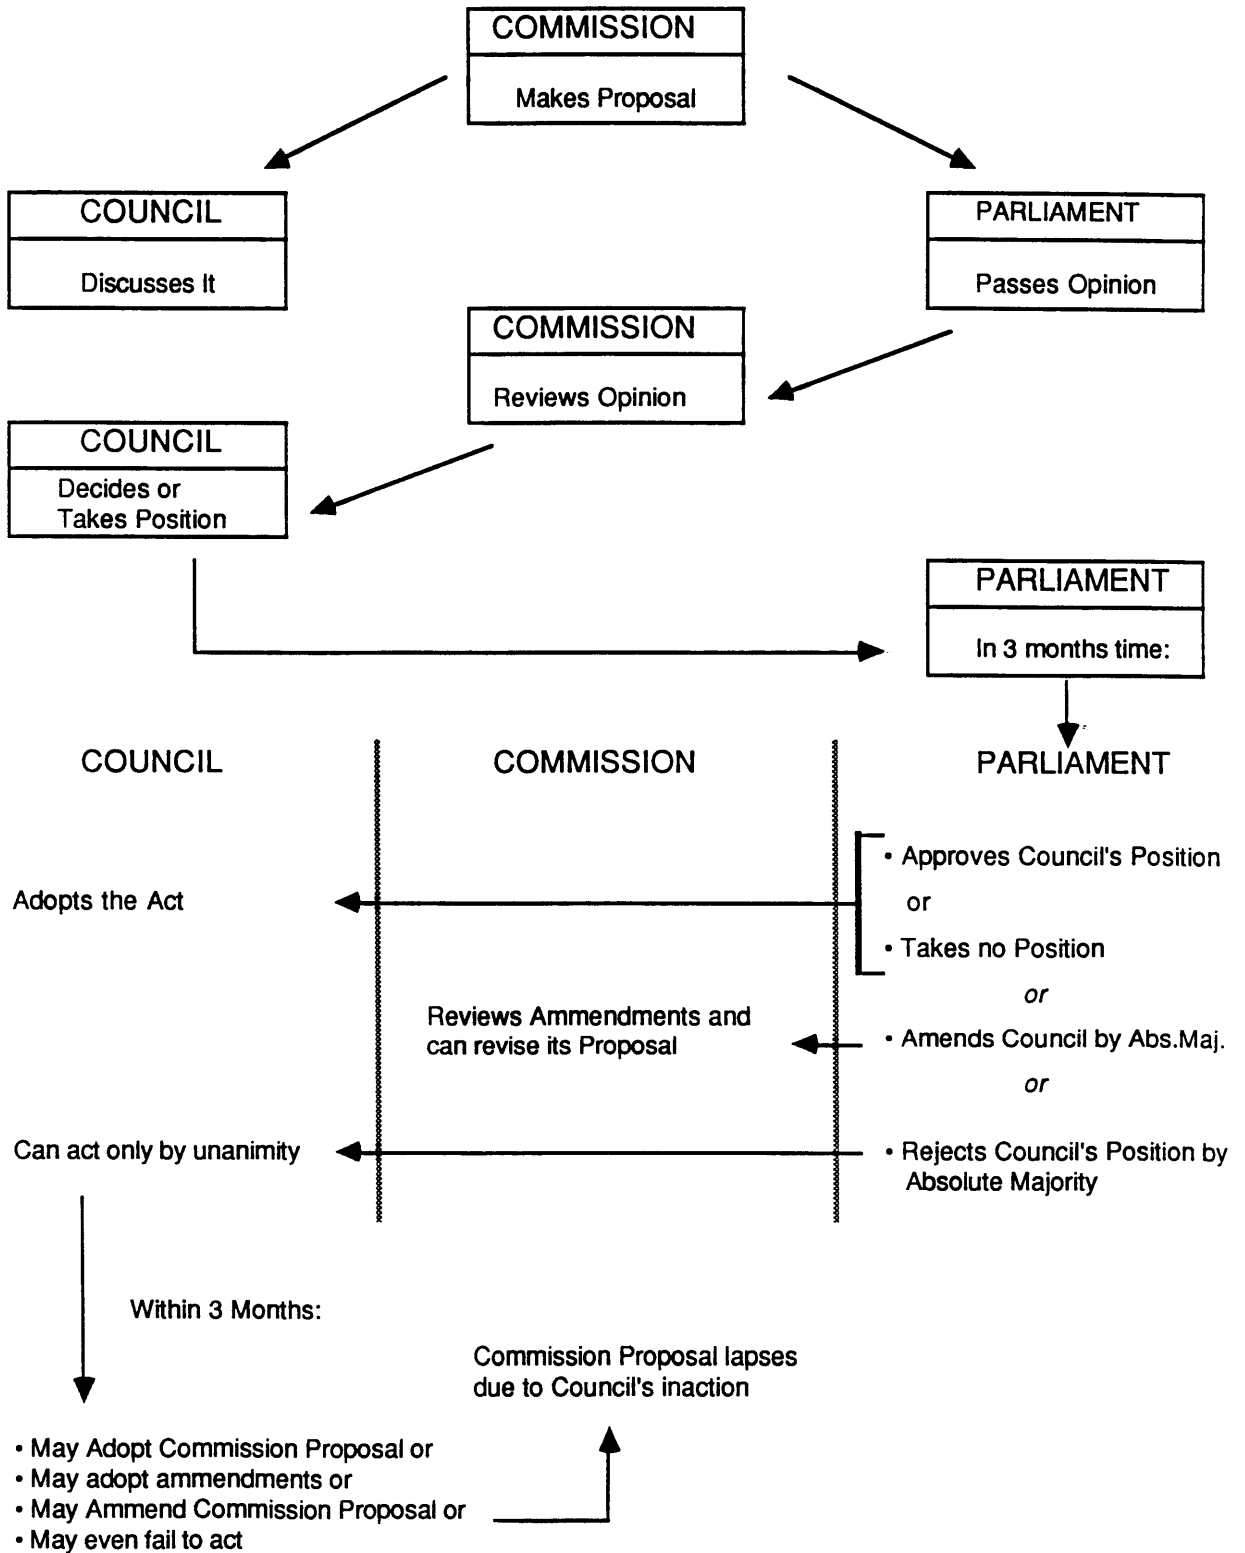 COMMISSION
Makes Proposal
COUNCIL
Discusses It
PARLIAMENT
Passes Opinion
COMMISSION
Reviews Opinion
COUNCIL
Decides or
Takes Position
PARLIAMENT
In 3 months time:
COUNCIL
COMMISSION
PARLIAMENT
• Approves Council's Position
Adopts the Act
or
• Takes no Position
or
Reviews Ammendments and
can revise its Proposal
• Amends Council by Abs.Maj.
or
Can act only by unanimity
• Rejects Council's Position by
Absolute Majority
Within 3 Months:
Commission Proposal lapses
due to Council's inaction
• May Adopt Commission Proposal or
• May adopt ammendments or
• May Ammend Commission Proposal or
• May even fail to act